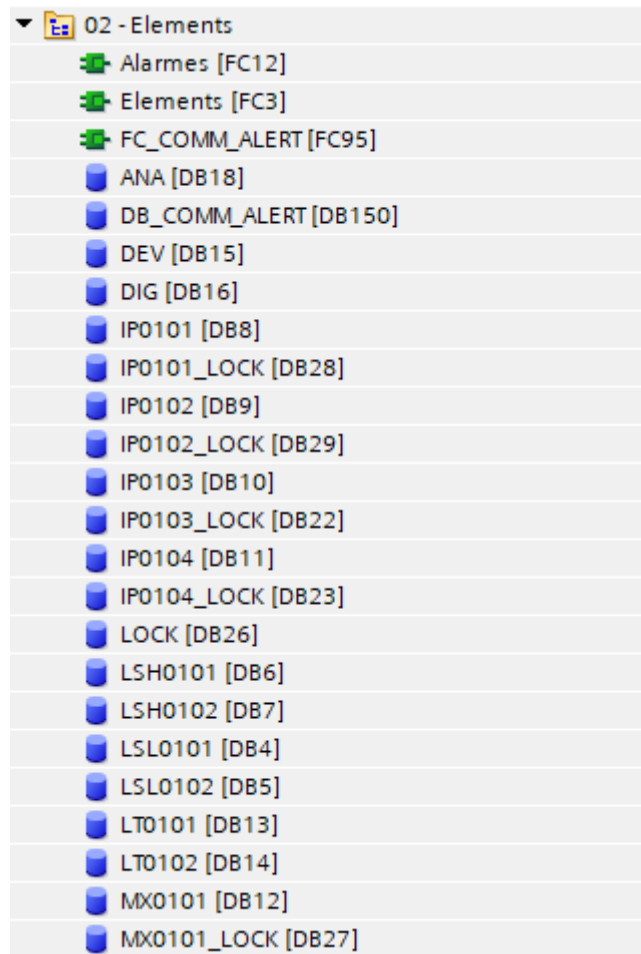 02 - Elements
Alarmes [FC12]
Elements [FC3]
FC_COMM_ALERT [FC95]
ANA [DB18]
DB_COMM_ALERT [DB150]
DEV [DB15]
DIG [DB16]
IP0101 [DB8]
IP0101_LOCK [DB28]
IP0102 [DB9]
IP0102_LOCK [DB29]
IP0103 [DB10]
IP0103_LOCK [DB22]
IP0104 [DB11]
IP0104_LOCK [DB23]
LOCK [DB26]
LSH0101 [DB6]
LSH0102 [DB7]
LSL0101 [DB4]
LSL0102 [DB5]
LT0101 [DB13]
LT0102 [DB14]
MX0101 [DB12]
MX0101_LOCK [DB27]